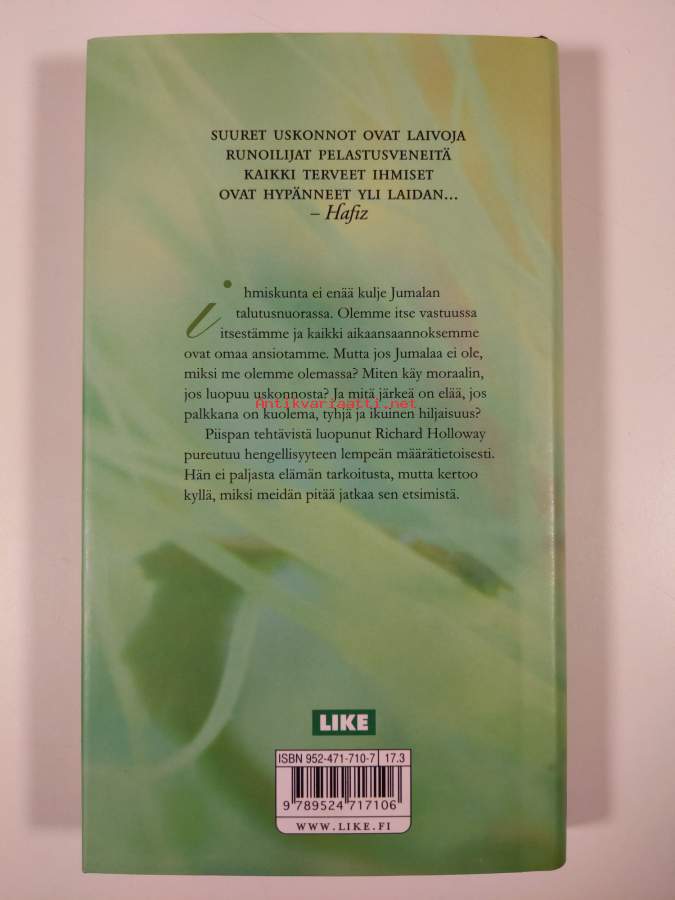 SUURET USKONNOT OVAT LAIVOJA
RUNOILIJAT PELASTUSVENEITÄ
KAIKKI TERVEET IHMISET
OVAT HYPÄNNEET YLI LAIDAN...
– Hafiz
ihmiskunta ei enää kulje Jumalan
talutusnuorassa. Olemme itse vastuussa
itsestämme ja kaikki aikaansaannoksemme
ovat omaa ansiotamme. Mutta jos Jumalaa ei ole,
miksi me olemme olemassa? Miten käy moraalin,
jos luopuu uskonnosta? Ja mitä järkeä on elää, jos
Antikvariaatti.net
palkkana on kuolema, tyhjä ja ikuinen hiljaisuus?
Piispan tehtävistä luopunut Richard Holloway
pureutuu hengellisyyteen lempeän määrätietoisesti.
Hän ei paljasta elämän tarkoitusta, mutta kertoo
kyllä, miksi meidän pitää jatkaa sen etsimistä.
LIKE
ISBN 952-471-710-7 17.3
9 789524 717106
WWW.LIKE.FI